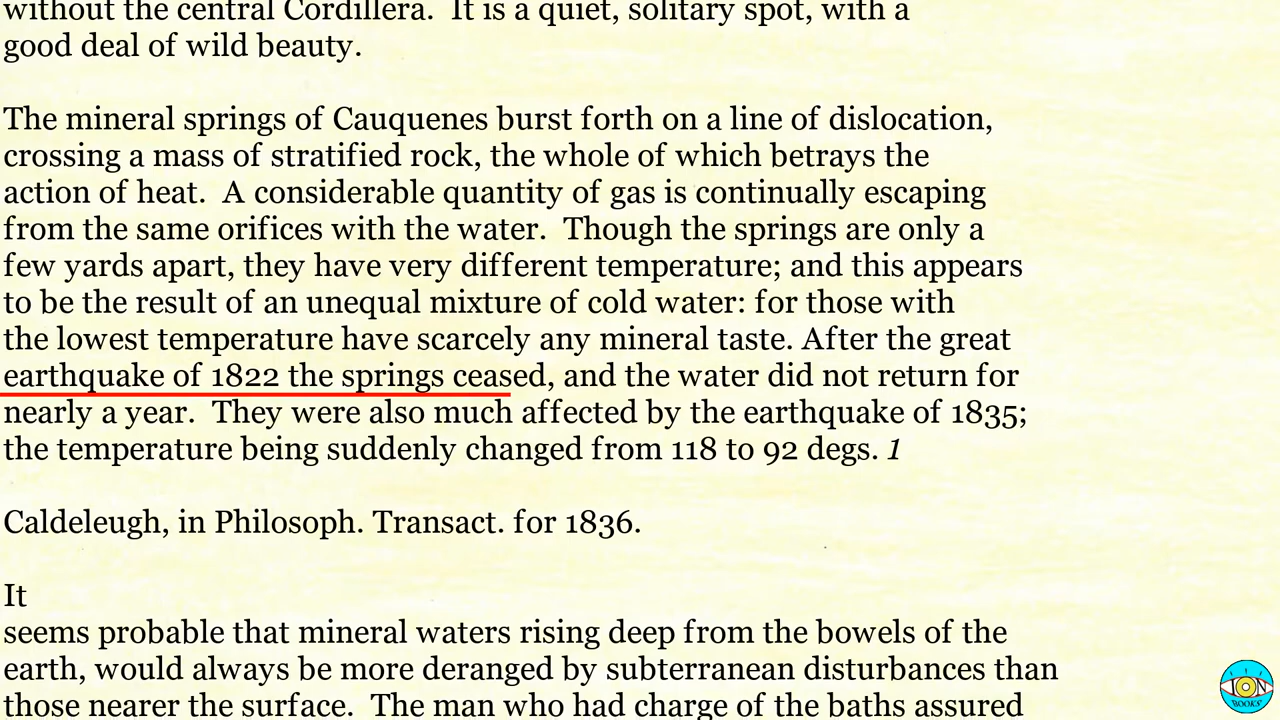 without the central Cordillera.  It is a quiet, solitary spot, with a
good deal of wild beauty.
The mineral springs of Cauquenes burst forth on a line of dislocation,
crossing a mass of stratified rock, the whole of which betrays the
action of heat.  A considerable quantity of gas is continually escaping
from the same orifices with the water.  Though the springs are only a
few yards apart, they have very different temperature; and this appears
to be the result of an unequal mixture of cold water: for those with
the lowest temperature have scarcely any mineral taste. After the great
earthquake of 1822 the springs ceased, and the water did not return for
nearly a year.  They were also much affected by the earthquake of 1835;
the temperature being suddenly changed from 118 to 92 degs. 1
Caldeleugh, in Philosoph. Transact. for 1836.
It
seems probable that mineral waters rising deep from the bowels of the
earth, would always be more deranged by subterranean disturbances than
those nearer the surface.  The man who had charge of the baths assured
ION
BOOKS